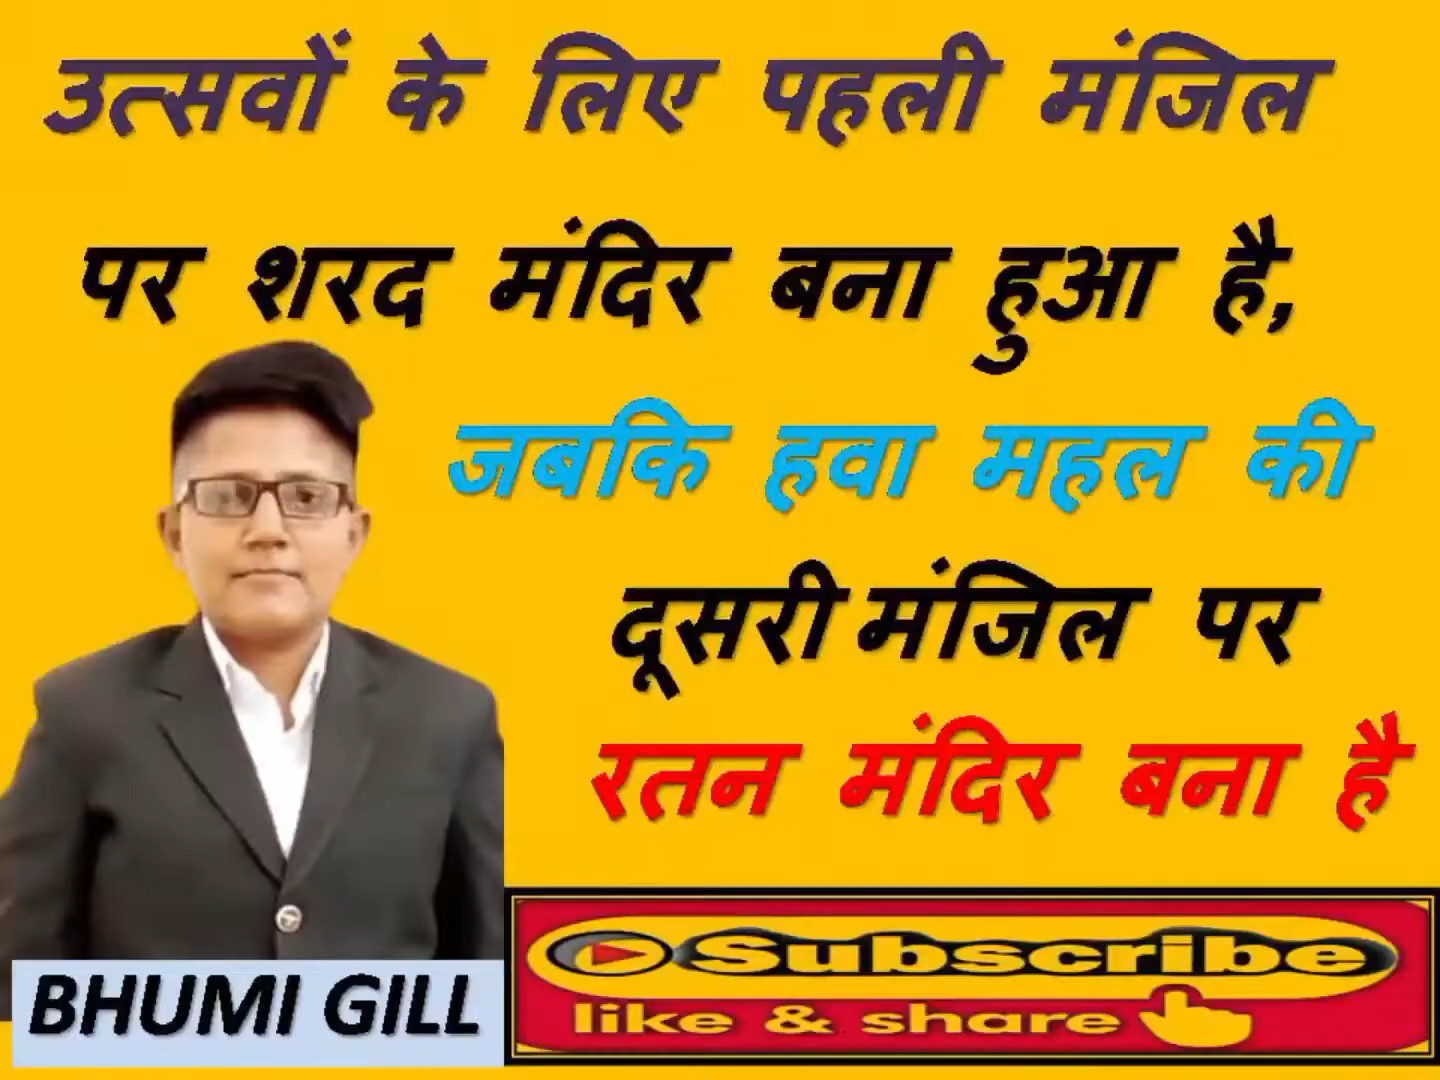 उत्सवों के लिए पहली मंजिल
पर शरद मंदिर बना हुआ है,
जबकि हवा महल की
दूसरी मंजिल पर
रतन मंदिर बना है
BHUMI GILL
Subscribe
like & share